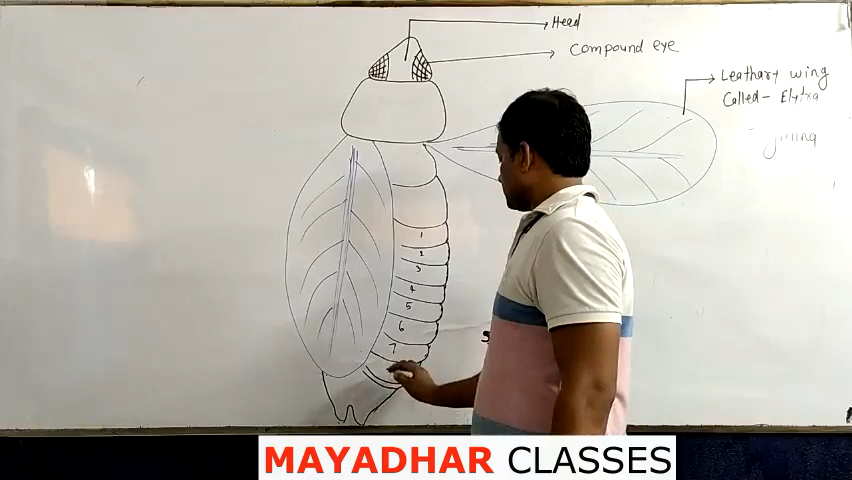 Head
Compound eye
Leathary wing
Called - Elytra
1
2
3
4
5
6
7
MAYADHAR CLASSES